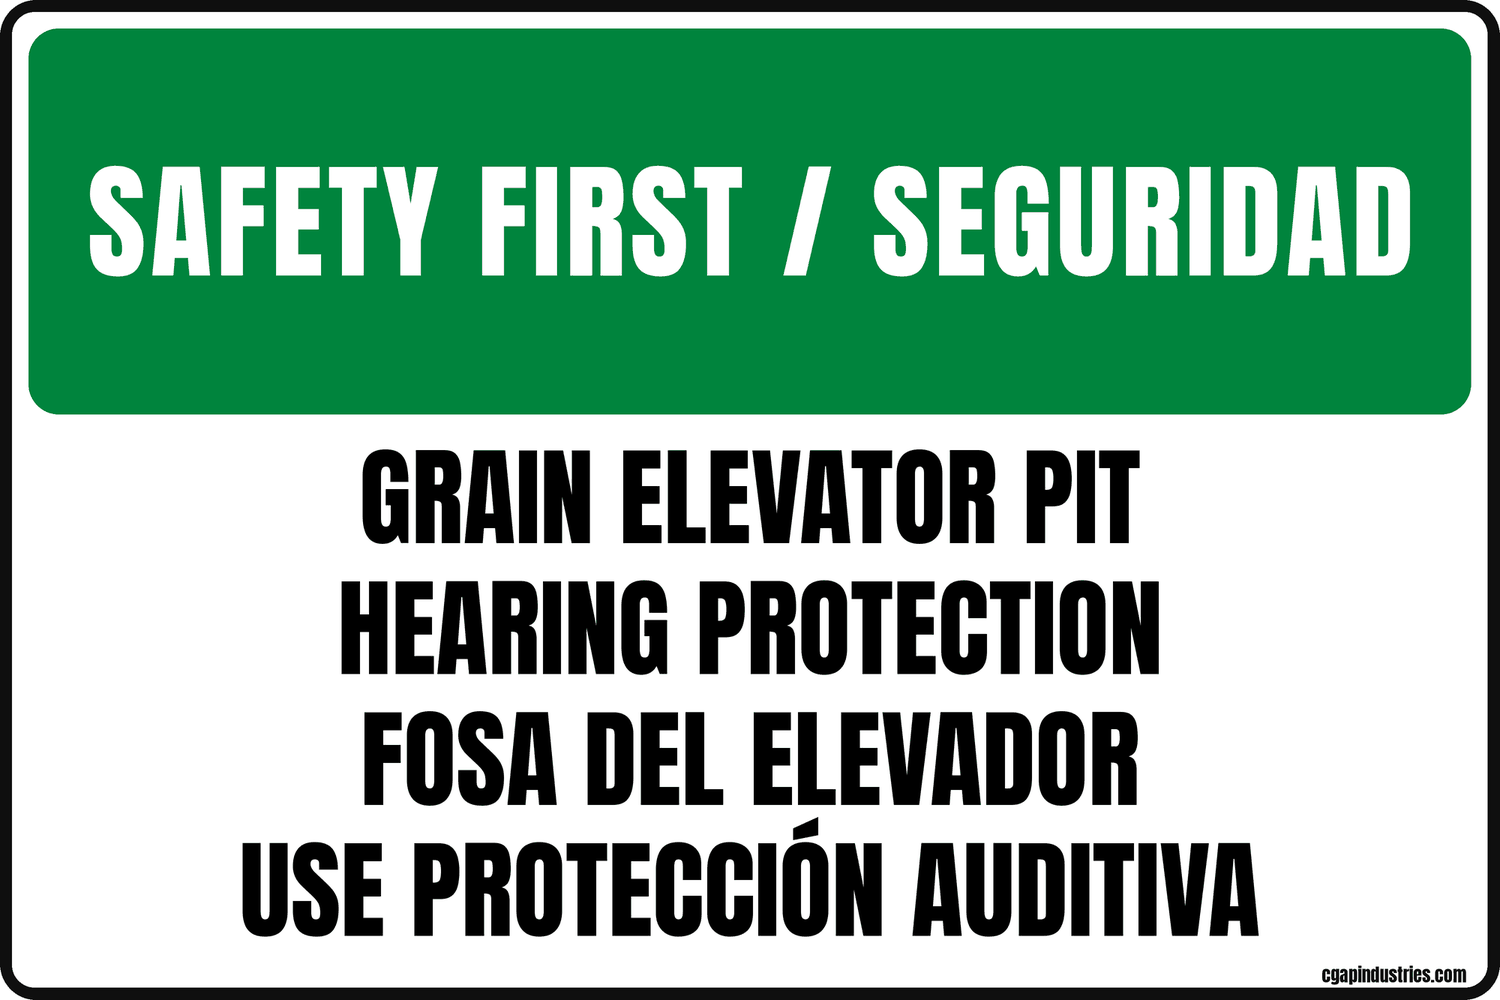 SAFETY FIRST / SEGURIDAD
GRAIN ELEVATOR PIT
HEARING PROTECTION
FOSA DEL ELEVADOR
USE PROTECCIÓN AUDITIVA
cgapindustries.com